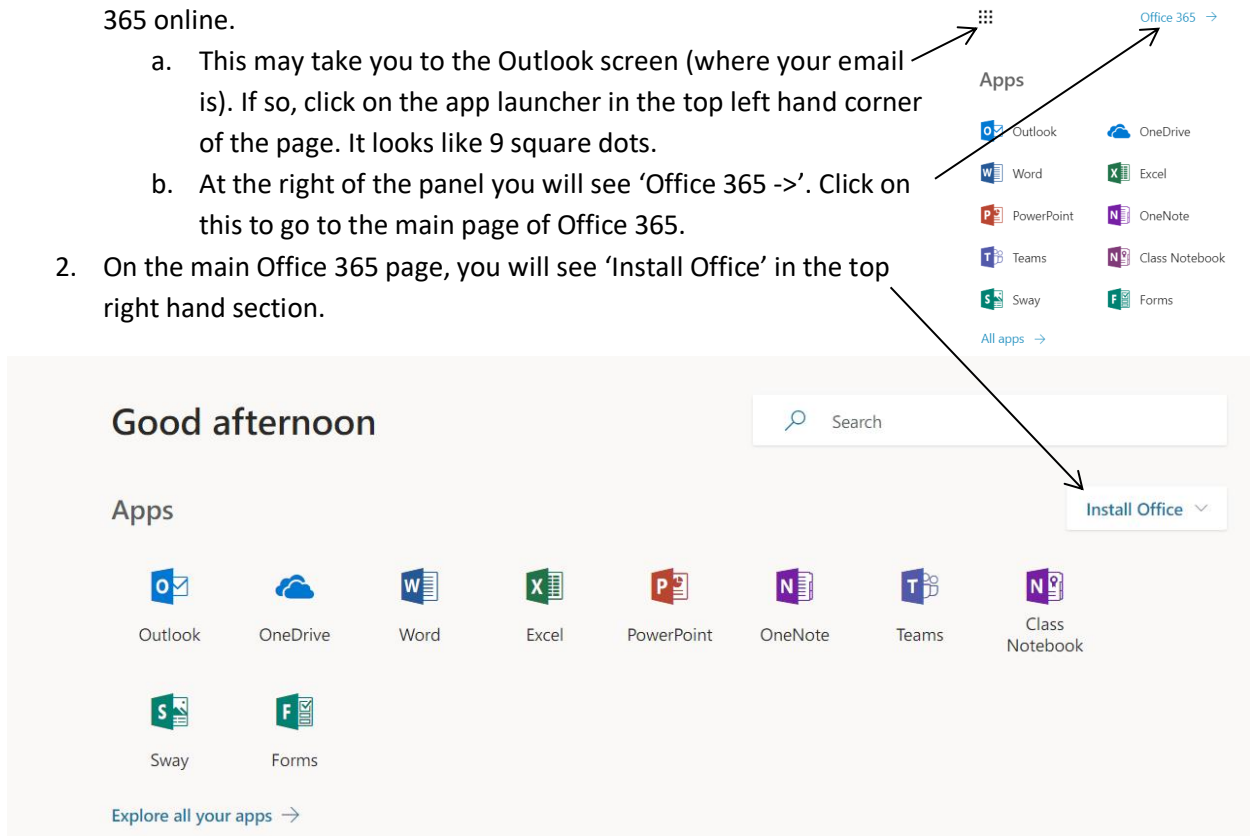 365 online.
a. This may take you to the Outlook screen (where your email
is). If so, click on the app launcher in the top left hand corner
of the page. It looks like 9 square dots.
b. At the right of the panel you will see ‘Office 365 ->’. Click on
this to go to the main page of Office 365.
2. On the main Office 365 page, you will see ‘Install Office’ in the top
right hand section.
Office 365 →
Apps
Outlook OneDrive
Word Excel
PowerPoint OneNote
Teams Class Notebook
Sway Forms
All apps →
Good afternoon
Search
Apps
Install Office
Outlook OneDrive Word Excel PowerPoint OneNote Teams Class
Notebook
Sway Forms
Explore all your apps →